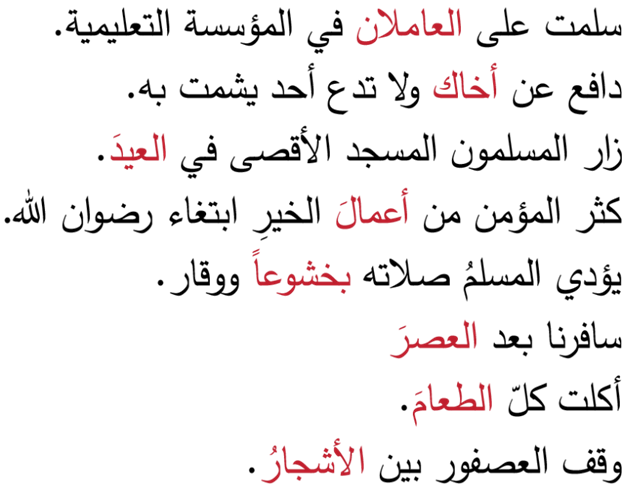 سلمت على العاملان في المؤسسة التعليمية.
دافع عن أخاك ولا تدع أحد يشمت به.
زار المسلمون المسجد الأقصى في العيدَ.
كثر المؤمن من أعمالَ الخيرِ ابتغاء رضوان الله.
يؤدي المسلمُ صلاته بخشوعاً ووقار.
سافرنا بعد العصرَ
أكلت كلّ الطعامَ.
وقف العصفور بين الأشجارُ.